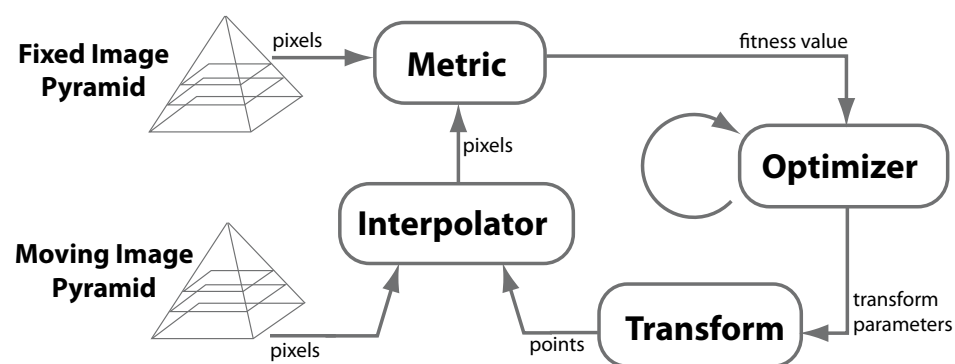 Fixed Image
Pyramid
pixels
Metric
fitness value
pixels
Optimizer
Interpolator
Moving Image
Pyramid
pixels
points
Transform
transform
parameters